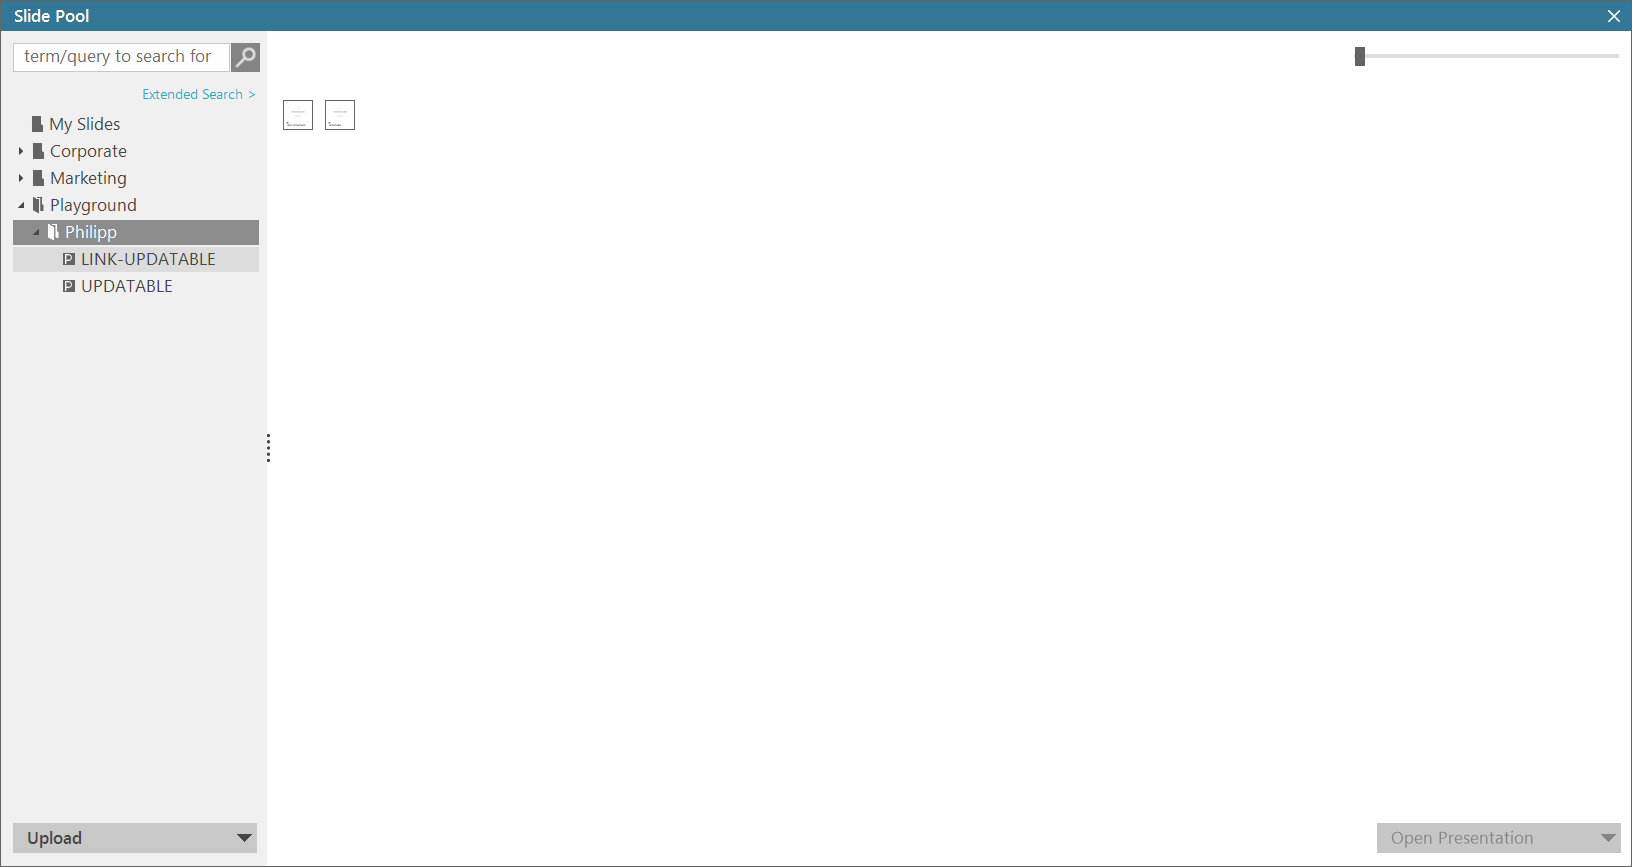 Slide Pool
term/query to search for
Extended Search >
My Slides
Corporate
Marketing
Playground
Philipp
P LINK-UPDATABLE
P UPDATABLE
Upload
Open Presentation